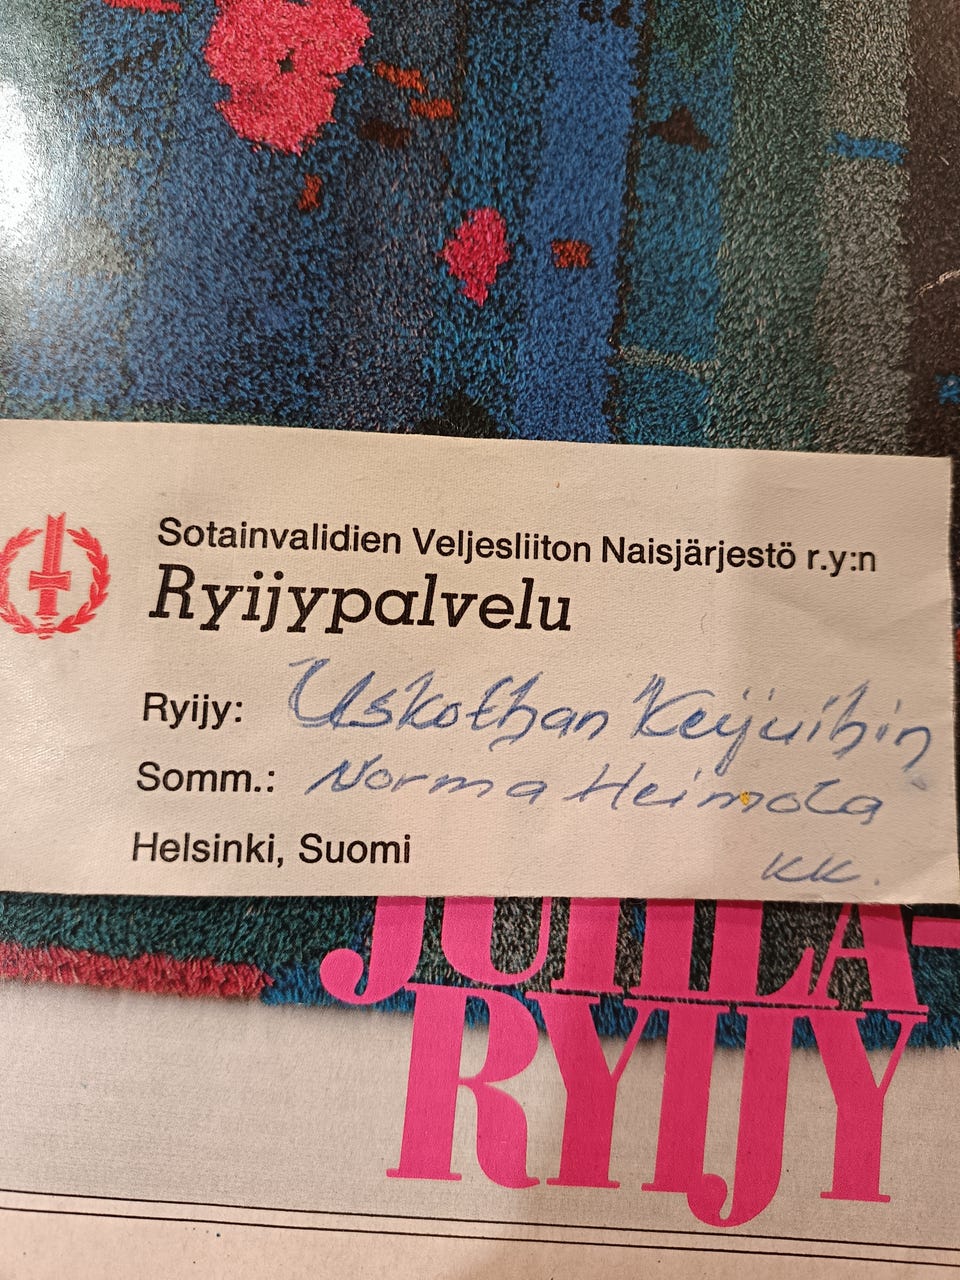 Sotainvalidien Veljesliiton Naisjärjestö r.y:n
Ryijypalvelu
Ryijy: Uskothan Keijuihin
Somm.: Norma Heimola
Helsinki, Suomi
KK.
JUHLA-
RYIJY